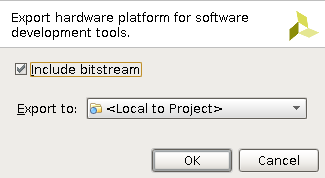 Export hardware platform for software
development tools.
Include bitstream
Export to: <Local to Project>
OK Cancel